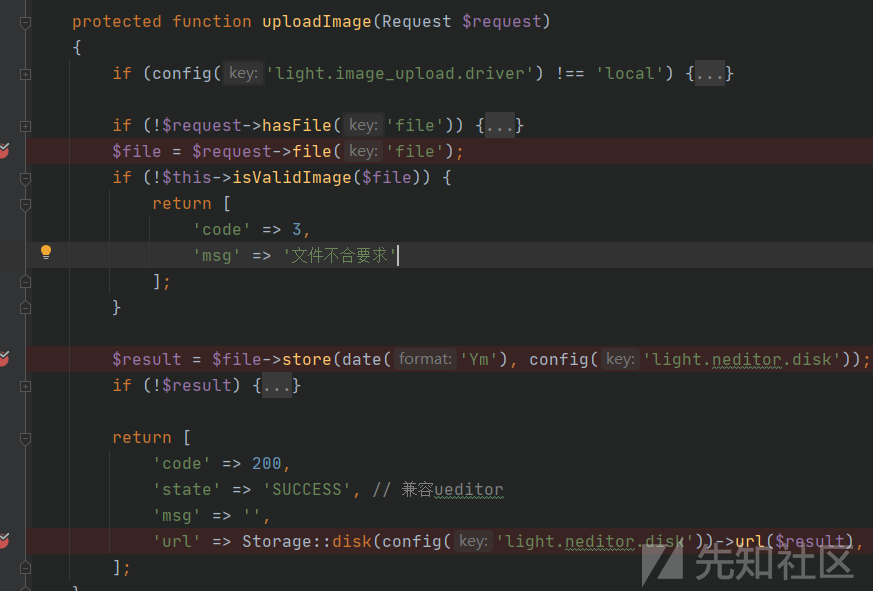 protected function uploadImage(Request $request)
{
if (config( key: 'light.image_upload.driver') !== 'local') {...}
if (!$request->hasFile( key: 'file')) {...}
$file = $request->file( key: 'file');
if (!$this->isValidImage($file)) {
return [
'code' => 3,
'msg' => '文件不合要求'
];
}
$result = $file->store(date( format: 'Ym'), config( key: 'light.neditor.disk'));
if (!$result) {...}
return [
'code' => 200,
'state' => 'SUCCESS', // 兼容ueditor
'msg' => '',
'url' => Storage::disk(config( key: 'light.neditor.disk'))->url($result),
];
先知社区